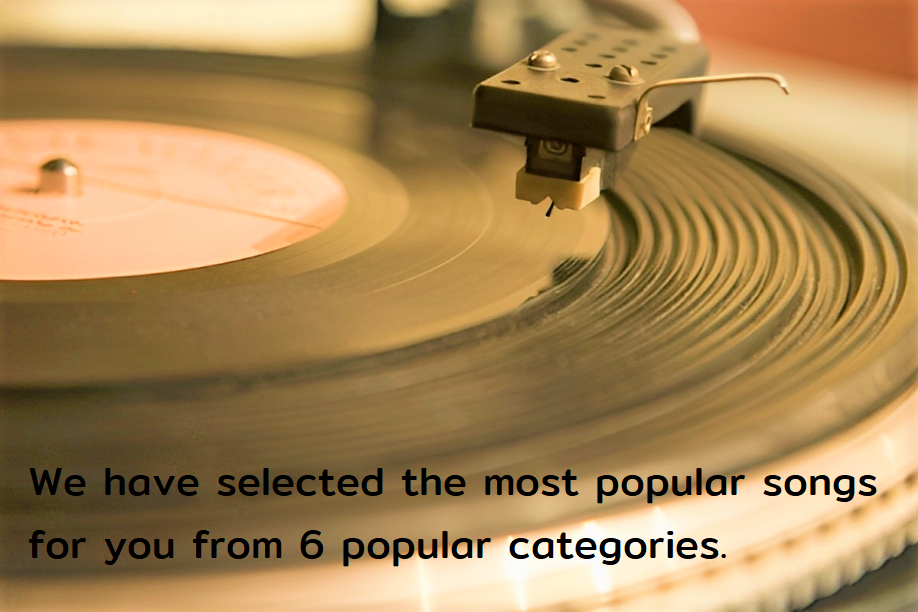 We have selected the most popular songs
for you from 6 popular categories.